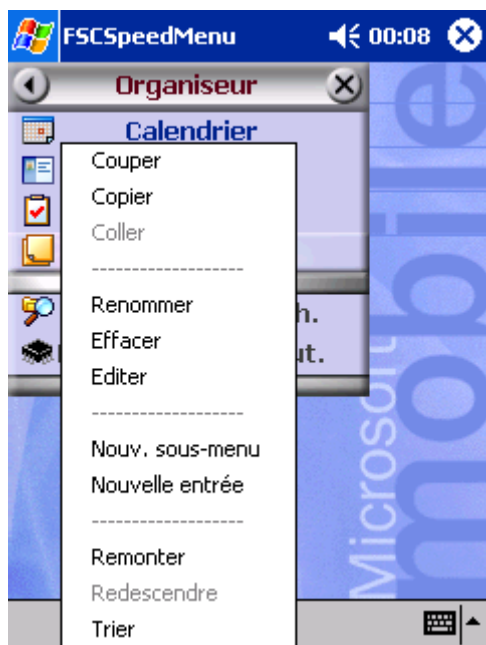 FSCSpeedMenu 00:08
Organiseur
Calendrier
Couper
Copier
Coller
-------------------
Renommer
h.
Effacer
ut.
Editer
-------------------
Nouv. sous-menu
Nouvelle entrée
-------------------
Remonter
Redescendre
Trier
Microsoft
mobile